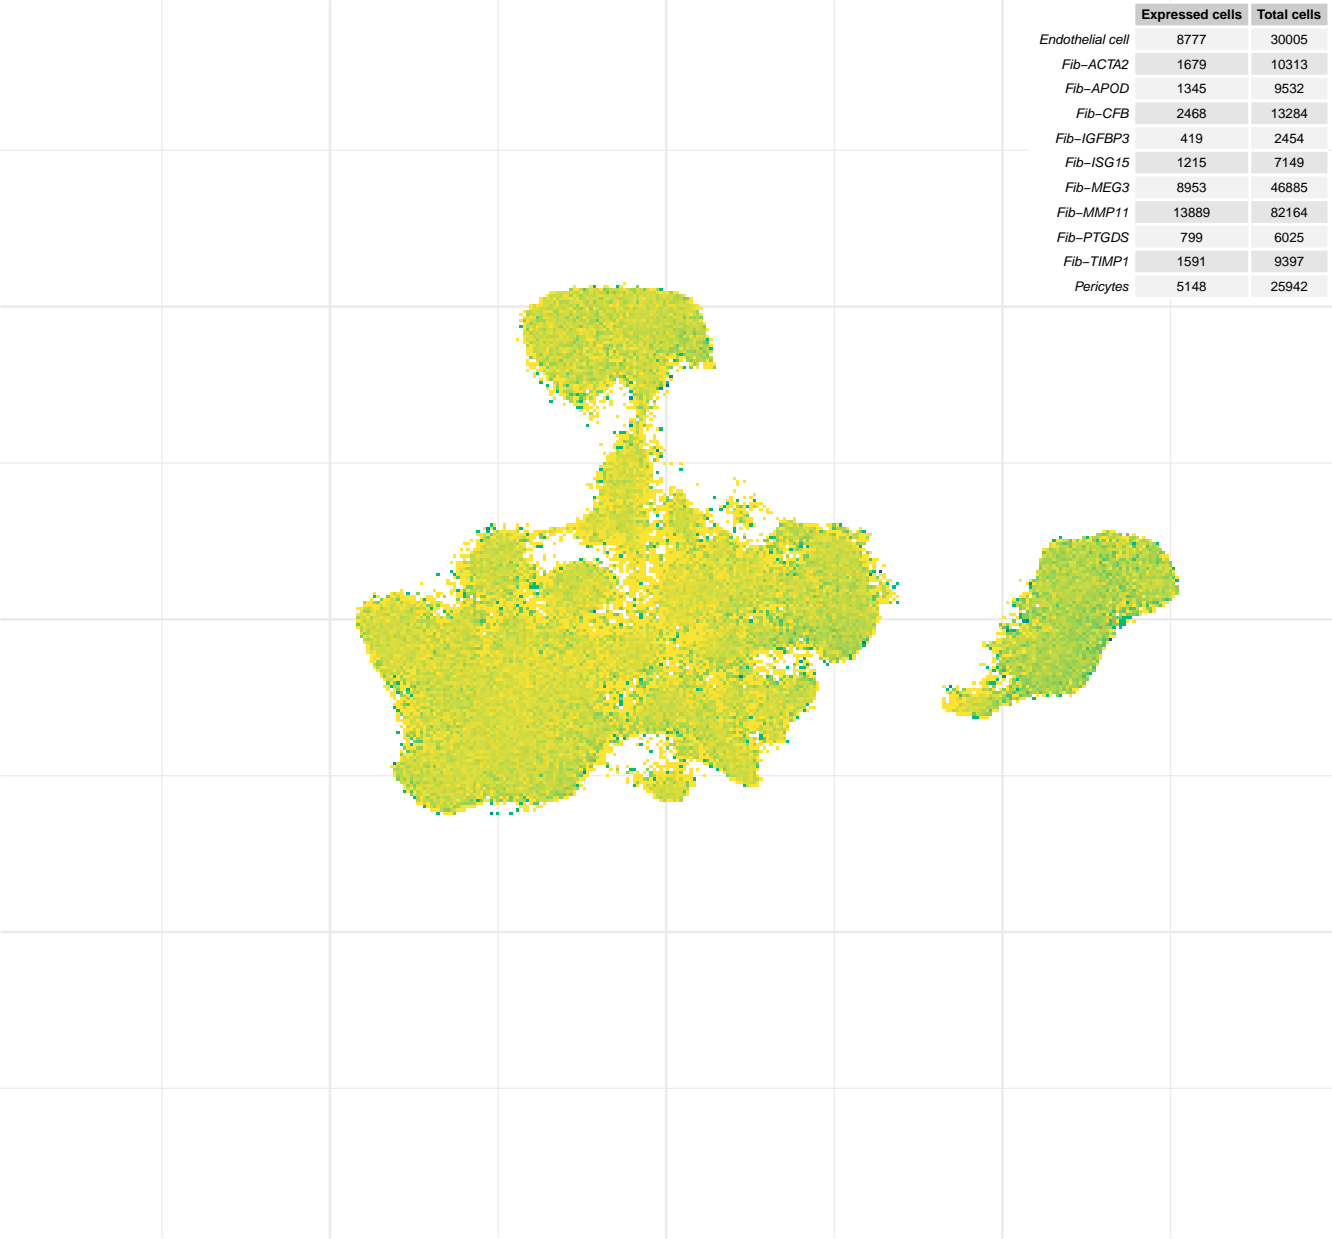 Expressed cells Total cells
Endothelial cell 8777 30005
Fib−ACTA2 1679 10313
Fib−APOD 1345 9532
Fib−CFB 2468 13284
Fib−IGFBP3 419 2454
Fib−ISG15 1215 7149
Fib−MEG3 8953 46885
Fib−MMP11 13889 82164
Fib−PTGDS 799 6025
Fib−TIMP1 1591 9397
Pericytes 5148 25942